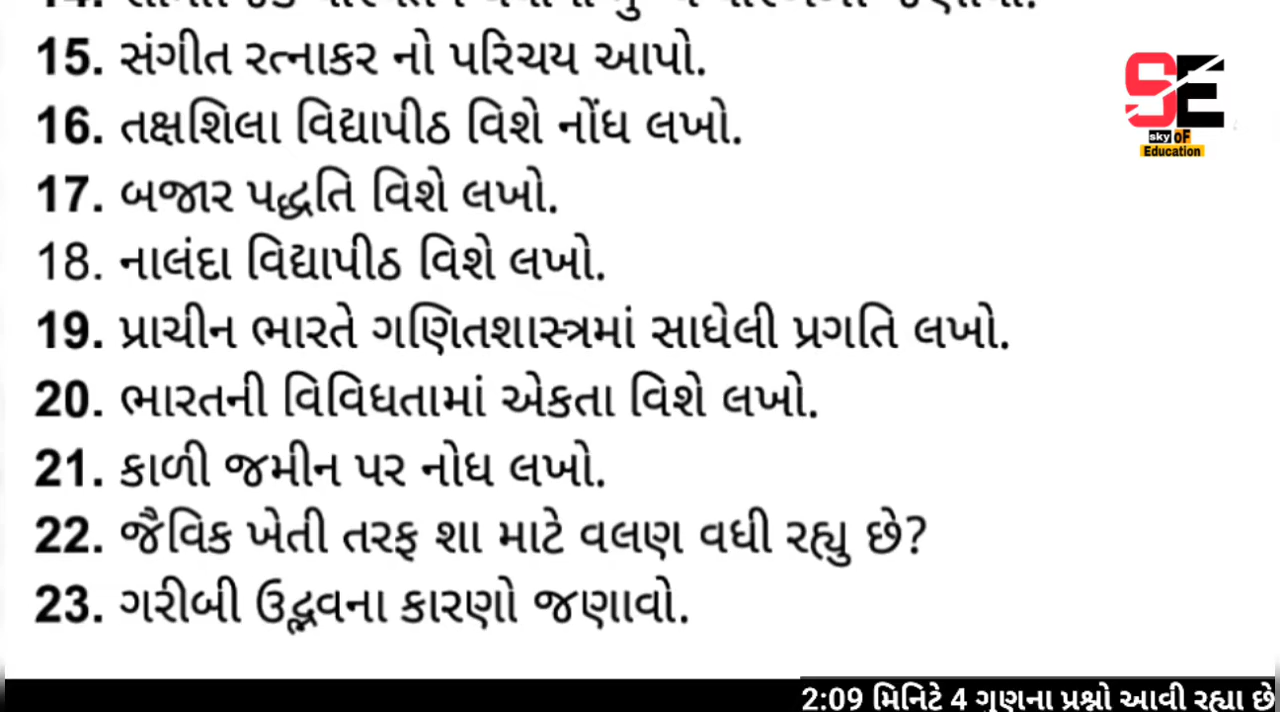 15. સંગીત રત્નાકર નો પરિચય આપો.
16. તક્ષશિલા વિદ્યાપીઠ વિશે નોંધ લખો.
17. બજાર પદ્ધતિ વિશે લખો.
18. નાલંદા વિદ્યાપીઠ વિશે લખો.
19. પ્રાચીન ભારતે ગણિતશાસ્ત્રમાં સાધેલી પ્રગતિ લખો.
20. ભારતની વિવિધતામાં એકતા વિશે લખો.
21. કાળી જમીન પર નોધ લખો.
22. જૈવિક ખેતી તરફ શા માટે વલણ વધી રહ્યુ છે?
23. ગરીબી ઉદ્ભવના કારણો જણાવો.
SE
sky oF
Education
2:09 મિનિટે 4 ગુણના પ્રશ્નો આવી રહ્યા છે